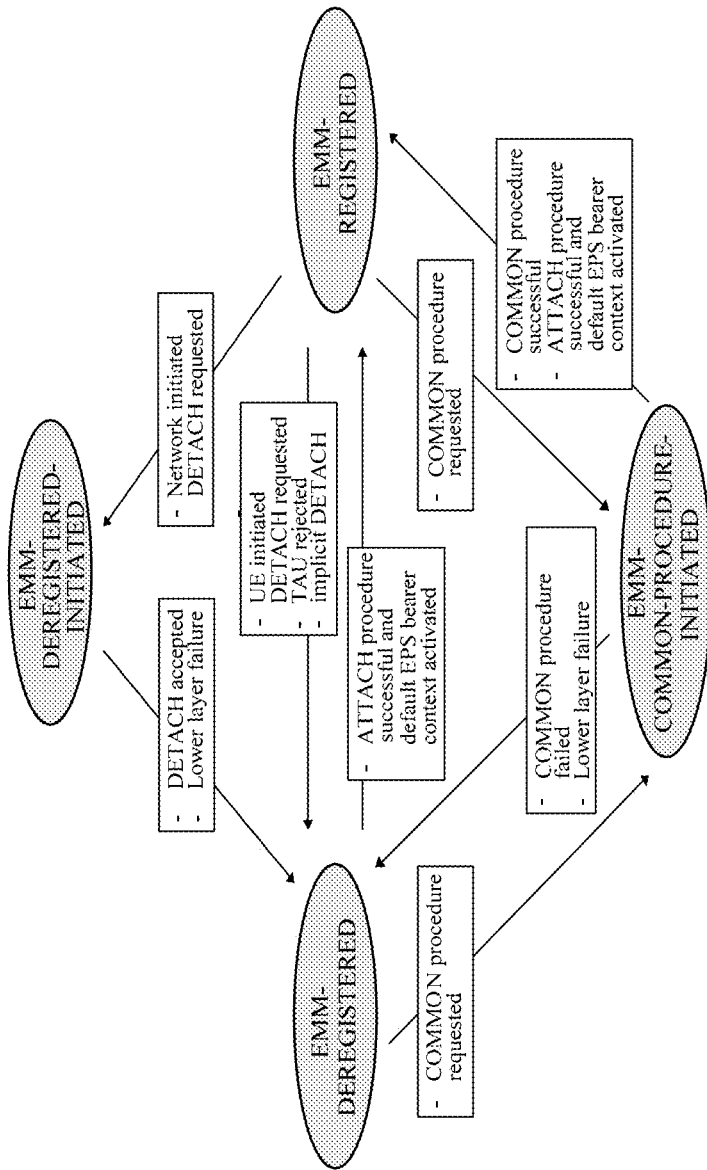 EMM-
DEREGISTERED-
INITIATED
- DETACH accepted
- Lower layer failure
- Network initiated
DETACH requested
- UE initiated
DETACH requested
- TAU rejected
- implicif DETACH
EMM-
DEREGISTERED
EMM-
REGISTERED
- ATTACH procedure
successful and
default EPS bearer
context activated
- COMMON procedure
requested
- COMMON procedure
requested
- COMMON procedure
failed
- Lower layer failure
- COMMON procedure
successful
- ATTACH procedure
successful and
default EPS bearer
context activated
EMM-
COMMON-PROCEDURE-
INITIATED